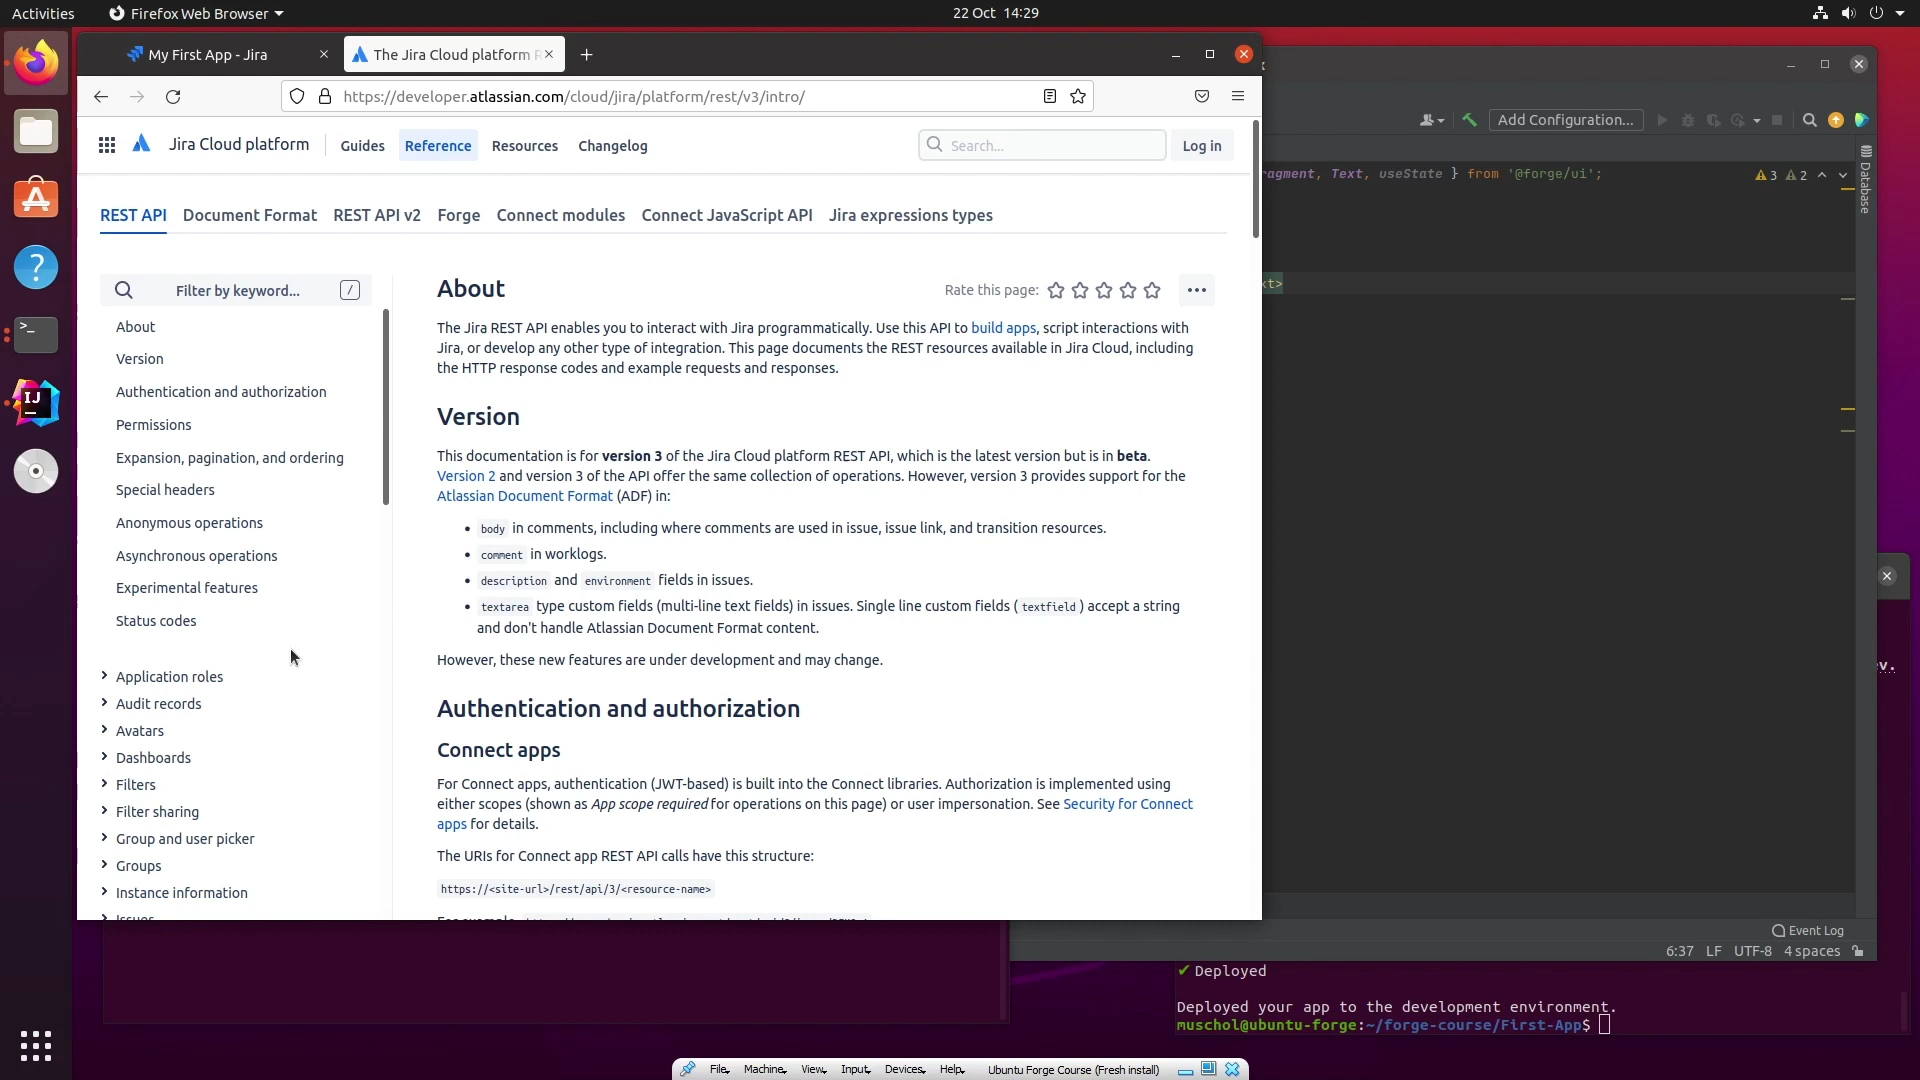 Activities
Firefox Web Browser
22 Oct 14:29
My First App - Jira
The Jira Cloud platform
https://developer.atlassian.com/cloud/jira/platform/rest/v3/intro/
Jira Cloud platform
Guides
Reference
Resources
Changelog
Search...
Log in
REST API
Document Format
REST API v2
Forge
Connect modules
Connect JavaScript API
Jira expressions types
Filter by keyword...
/
About
Version
Authentication and authorization
Permissions
Expansion, pagination, and ordering
Special headers
Anonymous operations
Asynchronous operations
Experimental features
Status codes
Application roles
Audit records
Avatars
Dashboards
Filters
Filter sharing
Group and user picker
Groups
Instance information
Issues
About
Rate this page:
The Jira REST API enables you to interact with Jira programmatically. Use this API to build apps, script interactions with
Jira, or develop any other type of integration. This page documents the REST resources available in Jira Cloud, including
the HTTP response codes and example requests and responses.
Version
This documentation is for version 3 of the Jira Cloud platform REST API, which is the latest version but is in beta.
Version 2 and version 3 of the API offer the same collection of operations. However, version 3 provides support for the
Atlassian Document Format (ADF) in:
• body in comments, including where comments are used in issue, issue link, and transition resources.
• comment in worklogs.
• description and environment fields in issues.
• textarea type custom fields (multi-line text fields) in issues. Single line custom fields ( textfield ) accept a string
and don't handle Atlassian Document Format content.
However, these new features are under development and may change.
Authentication and authorization
Connect apps
For Connect apps, authentication (JWT-based) is built into the Connect libraries. Authorization is implemented using
either scopes (shown as App scope required for operations on this page) or user impersonation. See Security for Connect
apps for details.
The URIs for Connect app REST API calls have this structure:
https://<site-url>/rest/api/3/<resource-name>
For example,
Add Configuration...
ragment, Text, useState } from '@forge/ui';
3
2
xt>
Database
Event Log
6:37
LF
UTF-8
4 spaces
v.
✔ Deployed
Deployed your app to the development environment.
muschol@ubuntu-forge:~/forge-course/First-App$
IJ
File
Machine
View
Input
Devices
Help
Ubuntu Forge Course (Fresh install)